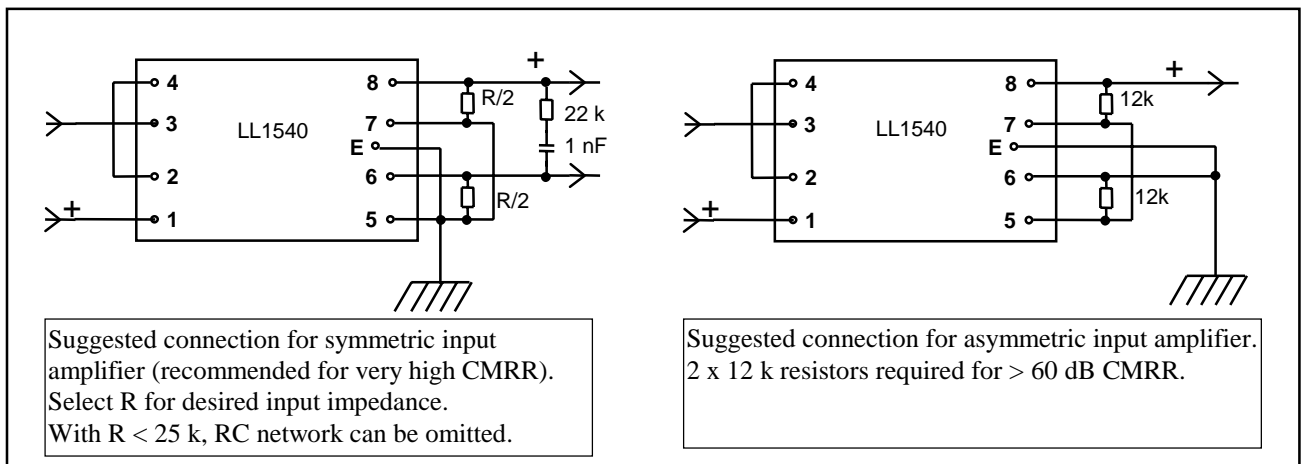 +
4 8
R/2
22 k
3 LL1540 7
E 1 nF
2 6
R/2
+ 1 5
Suggested connection for symmetric input
amplifier (recommended for very high CMRR).
Select R for desired input impedance.
With R < 25 k, RC network can be omitted.
+
4 8
12k
3 LL1540 7
E
2 6
12k
+ 1 5
Suggested connection for asymmetric input amplifier.
2 x 12 k resistors required for > 60 dB CMRR.